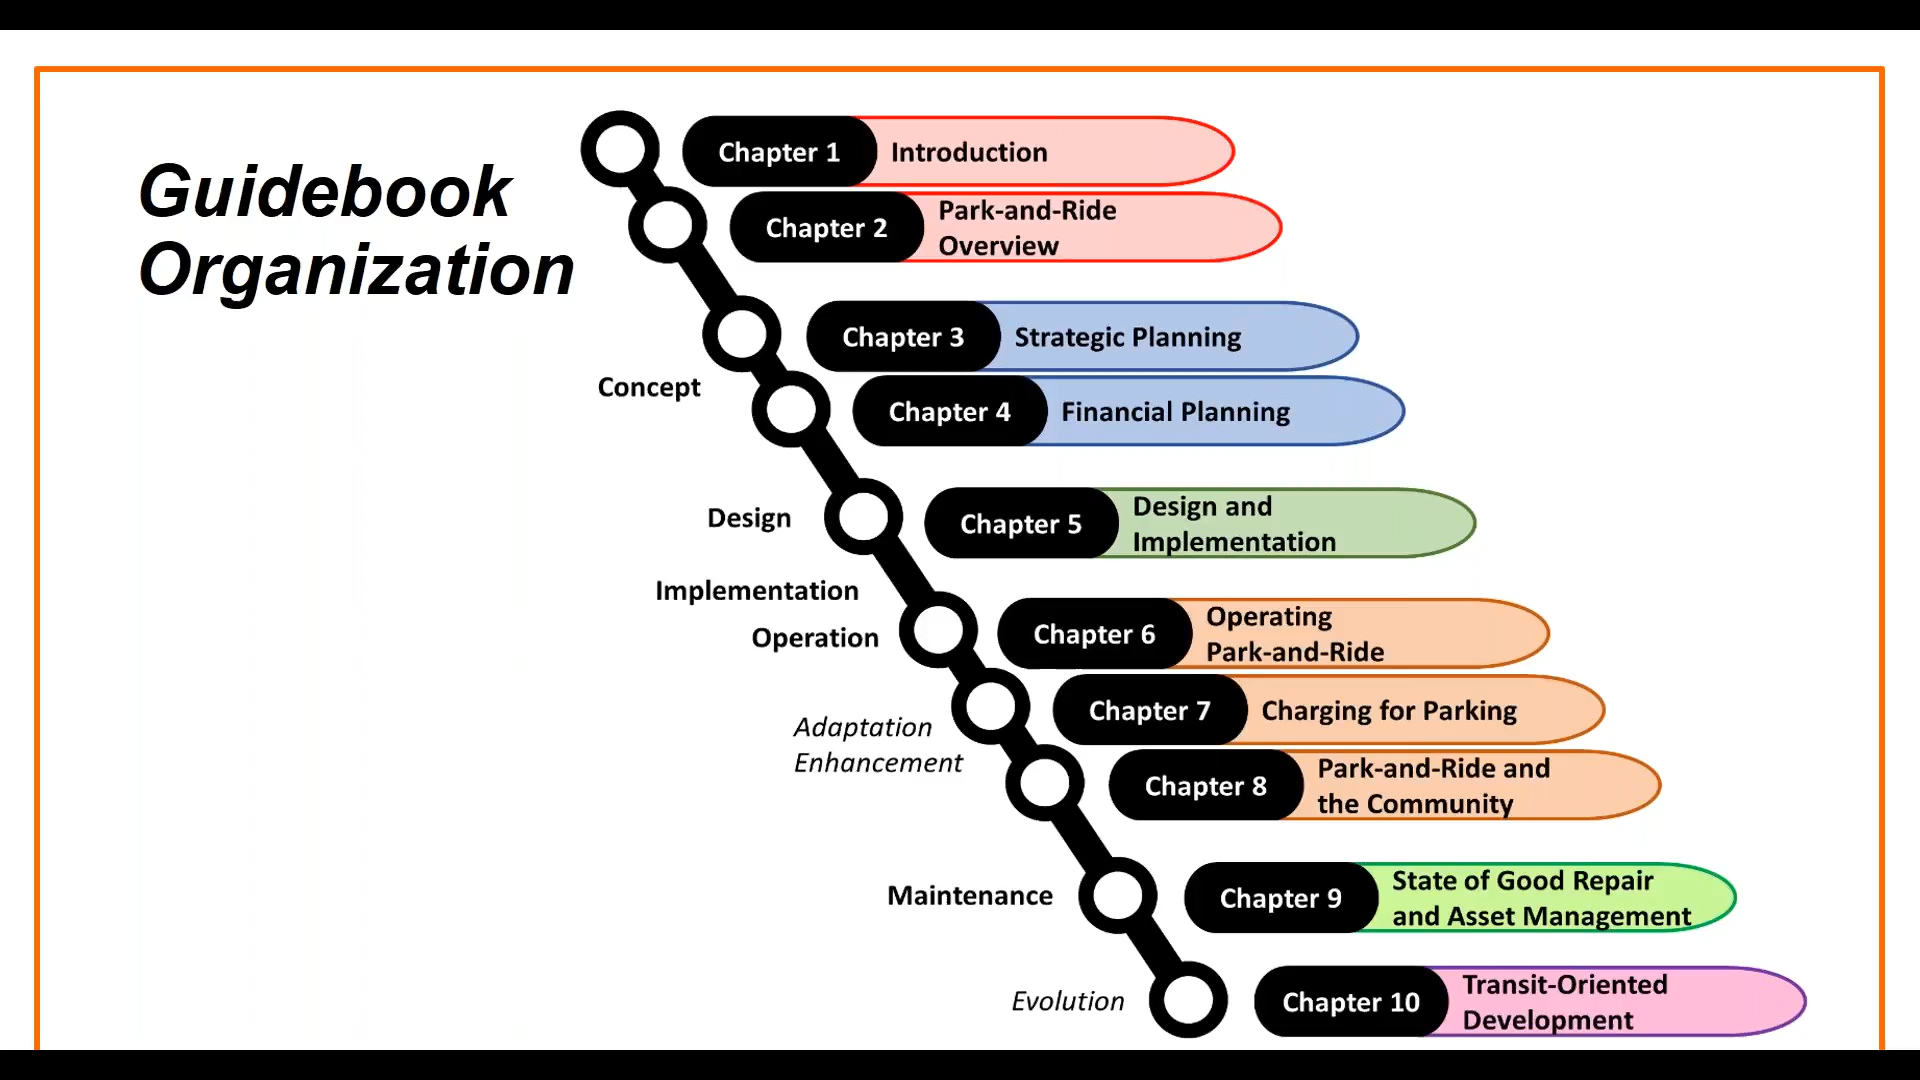 Guidebook
Organization
Chapter 1
Introduction
Chapter 2
Park-and-Ride
Overview
Concept
Chapter 3
Strategic Planning
Chapter 4
Financial Planning
Design
Chapter 5
Design and
Implementation
Implementation
Operation
Chapter 6
Operating
Park-and-Ride
Adaptation
Enhancement
Chapter 7
Charging for Parking
Chapter 8
Park-and-Ride and
the Community
Maintenance
Chapter 9
State of Good Repair
and Asset Management
Evolution
Chapter 10
Transit-Oriented
Development